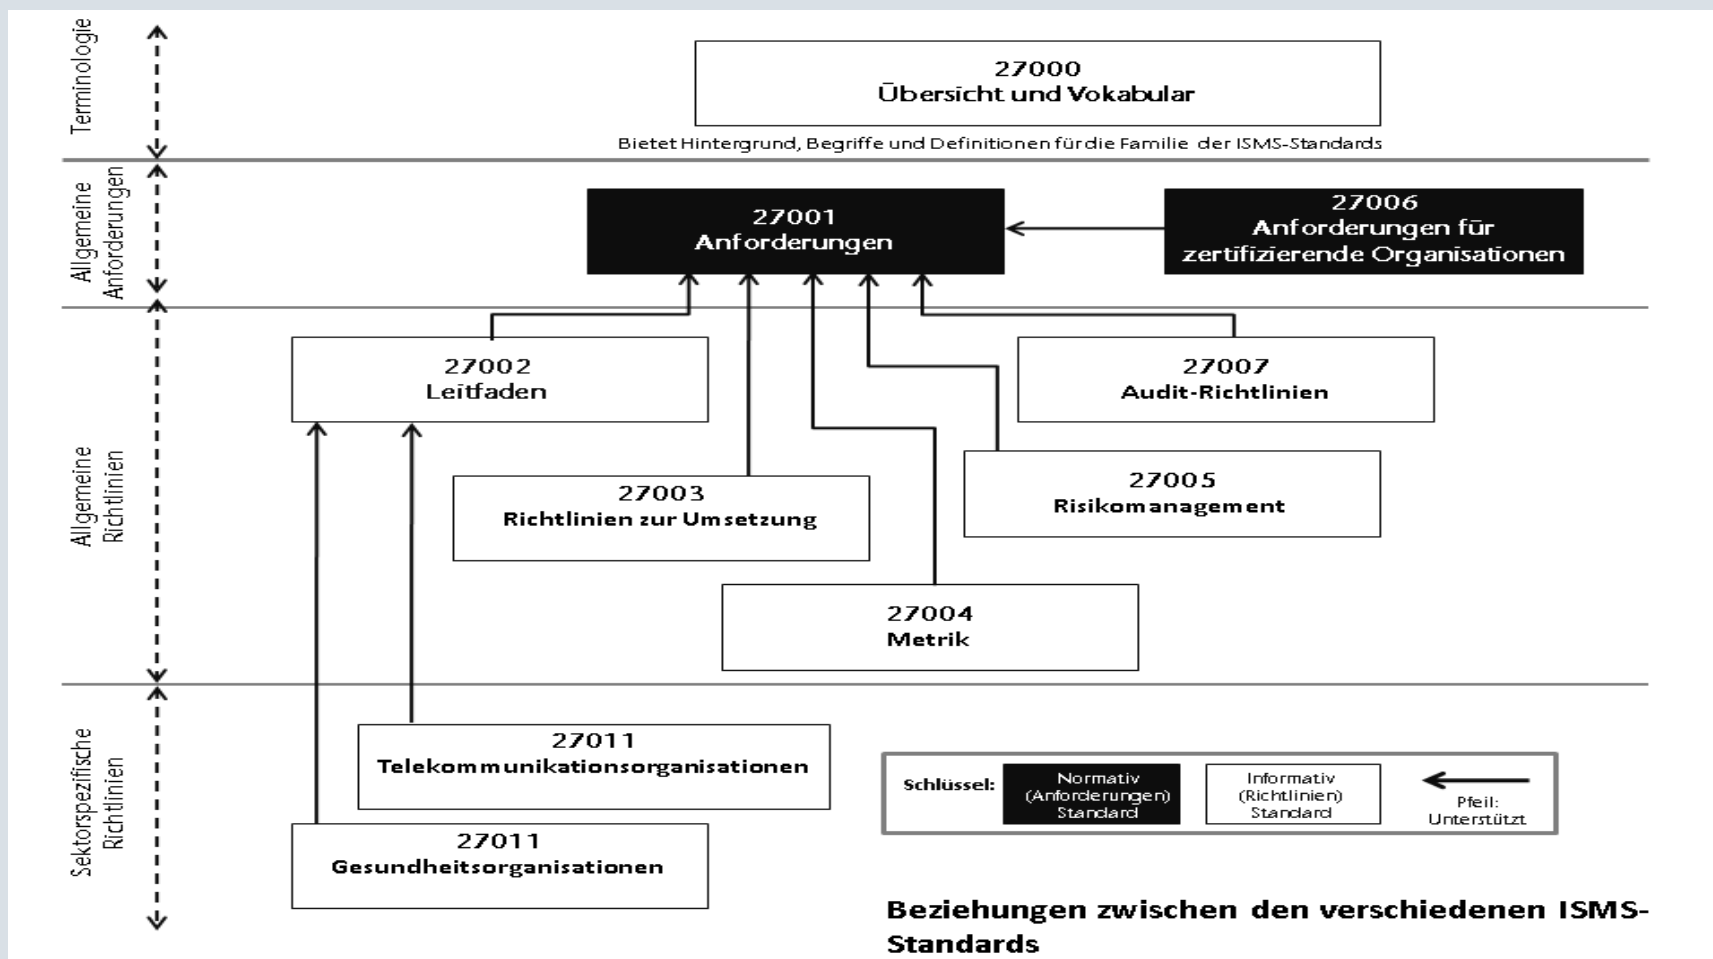 Terminologie
27000
Übersicht und Vokabular
Bietet Hintergrund, Begriffe und Definitionen für die Familie der ISMS-Standards
Allgemeine
Anforderungen
27001
Anforderungen
27006
Anforderungen für
zertifizierende Organisationen
Allgemeine
Richtlinien
27002
Leitfaden
27007
Audit-Richtlinien
27003
Richtlinien zur Umsetzung
27005
Risikomanagement
27004
Metrik
Sektorspezifische
Richtlinien
27011
Telekommunikationsorganisationen
27011
Gesundheitsorganisationen
Schlüssel:
Normativ
(Anforderungen)
Standard
Informativ
(Richtlinien)
Standard
Pfeil:
Unterstützt
Beziehungen zwischen den verschiedenen ISMS-
Standards